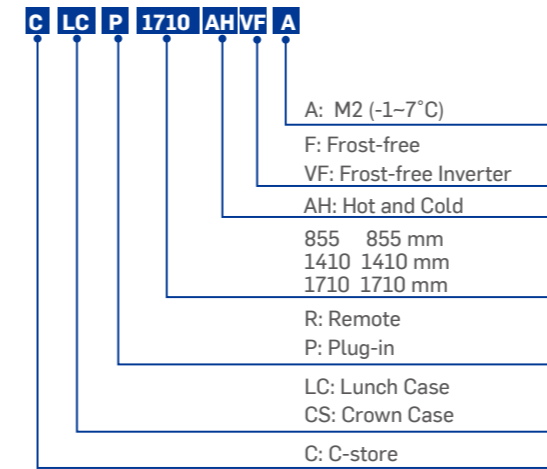 C LC P 1710 AH VF A
A: M2 (-1~7˚C)
F: Frost-free
VF: Frost-free Inverter
AH: Hot and Cold
855 855 mm
1410 1410 mm
1710 1710 mm
R: Remote
P: Plug-in
LC: Lunch Case
CS: Crown Case
C: C-store